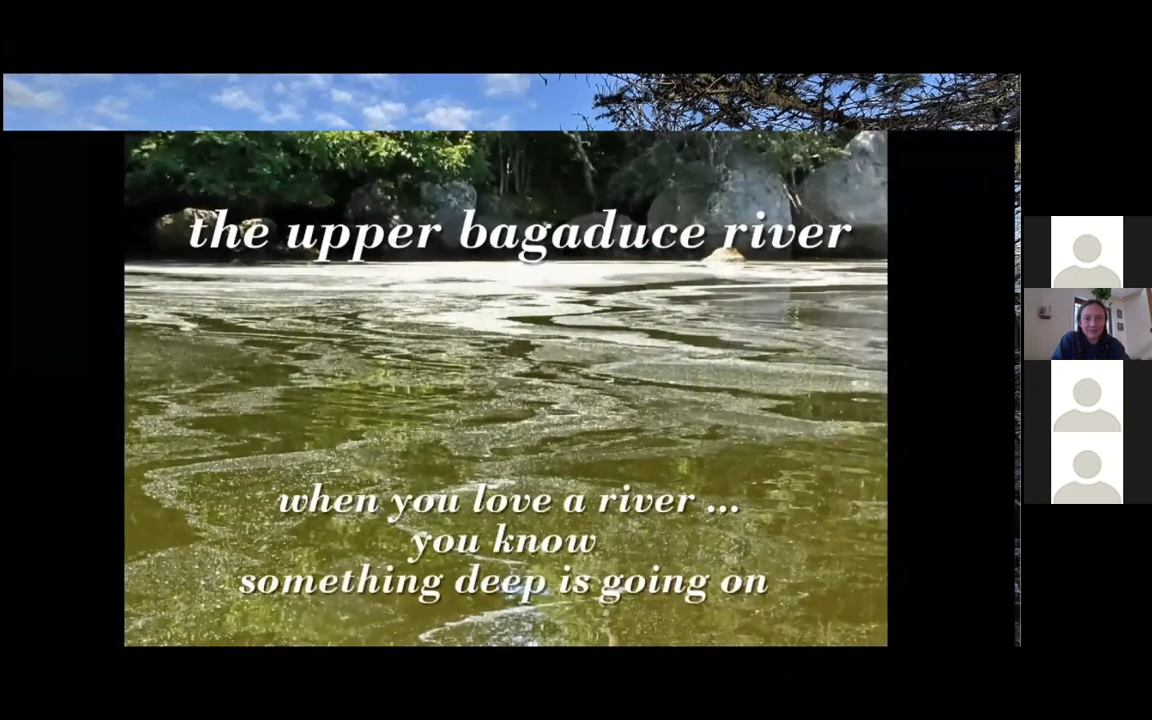 the upper bagaduce river
when you love a river ...
you know
something deep is going on